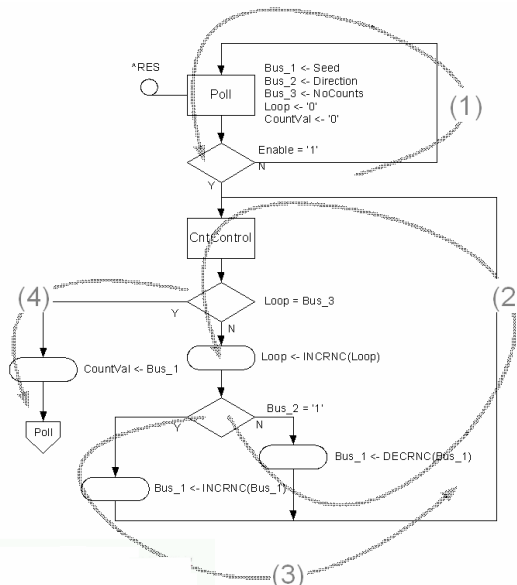 ^RES
Poll
Bus_1 <- Seed
Bus_2 <- Direction
Bus_3 <- NoCounts
Loop <- '0'
CountVal <- '0'
(1)
Enable = '1'
N
Y
CntControl
(2)
(4)
Loop = Bus_3
Y
N
Loop <- INCRNC(Loop)
CountVal <- Bus_1
Poll
Bus_2 = '1'
Y
N
Bus_1 <- DECRNC(Bus_1)
Bus_1 <- INCRNC(Bus_1)
(3)